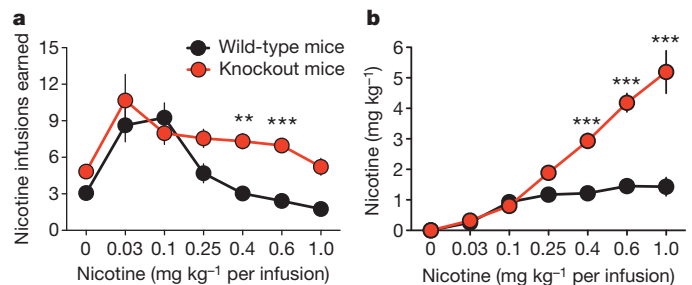 a
Nicotine infusions earned
15
12
9
6
3
0
Wild-type mice
Knockout mice
** ***
0 0.03 0.1 0.25 0.4 0.6 1.0
Nicotine (mg kg⁻¹ per infusion)
b
Nicotine (mg kg⁻¹)
6
5
4
3
2
1
0
***
***
***
0 0.03 0.1 0.25 0.4 0.6 1.0
Nicotine (mg kg⁻¹ per infusion)